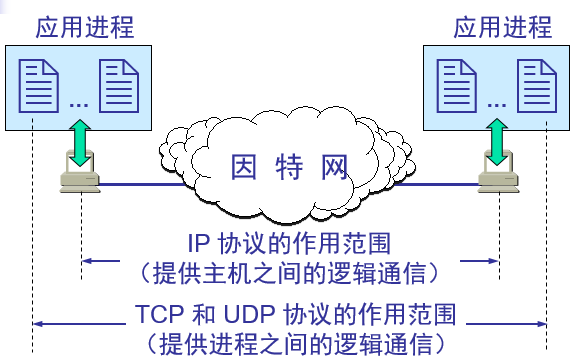 应用进程
应用进程
...
...
因特网
IP 协议的作用范围
（提供主机之间的逻辑通信）
TCP 和 UDP 协议的作用范围
（提供进程之间的逻辑通信）